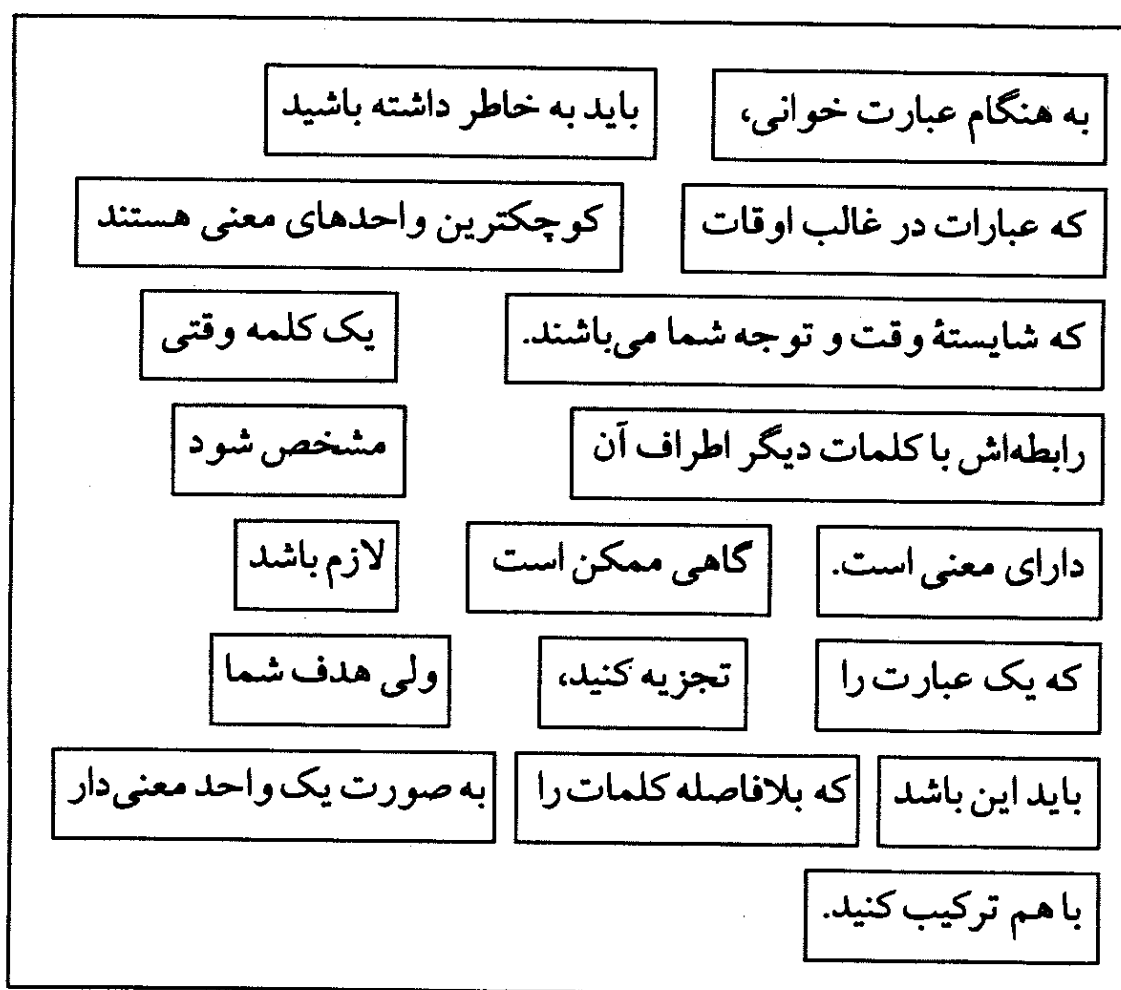 به هنگام عبارت خوانی، باید به خاطر داشته باشید
که عبارات در غالب اوقات کوچکترین واحدهای معنی هستند
که شایستهٔ وقت و توجه شما می‌باشند. یک کلمه وقتی
رابطه‌اش با کلمات دیگر اطراف آن مشخص شود
دارای معنی است. گاهی ممکن است لازم باشد
که یک عبارت را تجزیه کنید، ولی هدف شما
باید این باشد که بلافاصله کلمات را به صورت یک واحد معنی‌دار
با هم ترکیب کنید.